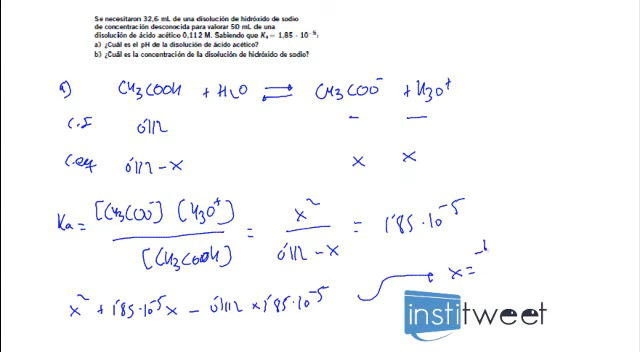 Se necesitaron 32,6 mL de una disolución de hidróxido de sodio
de concentración desconocida para valorar 50 mL de una
disolución de ácido acético 0,112 M. Sabiendo que Ka = 1,85 · 10⁻⁵:
a) ¿Cuál es el pH de la disolución de ácido acético?
b) ¿Cuál es la concentración de la disolución de hidróxido de sodio?
a) CH3COOH + H2O ⇌ CH3COO⁻ + H3O⁺
C.I 0'112 – –
C.eq 0'112 – x x x
Ka = [CH3COO⁻] [H3O⁺] / [CH3COOH] = x² / 0'112 – x = 1'85 · 10⁻⁵
x² + 1'85 · 10⁻⁵x – 0'112 × 1'85 · 10⁻⁵ → x =
institweet